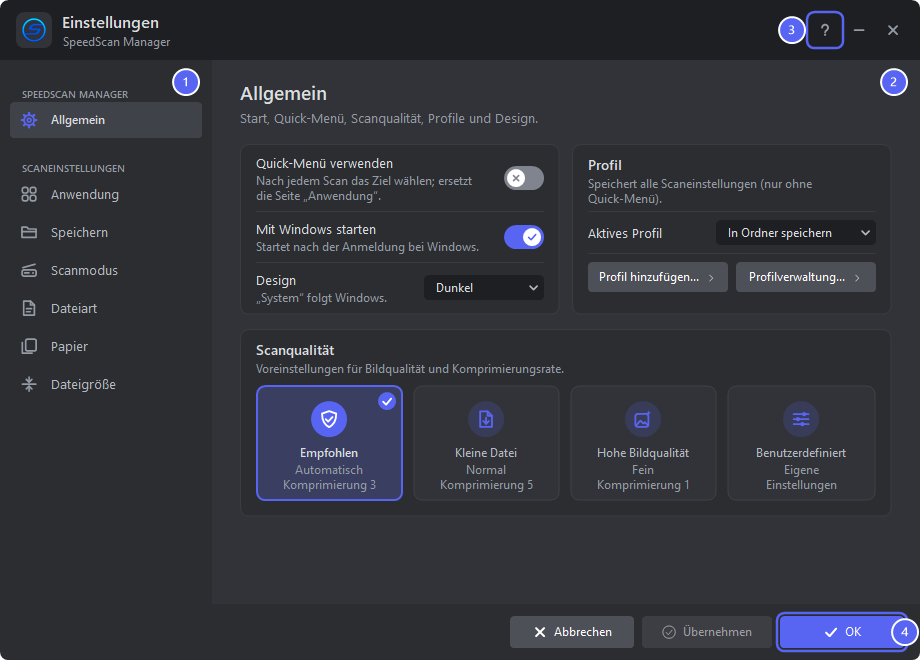 Einstellungen
SpeedScan Manager
3
?
SPEEDSCAN MANAGER
1
Allgemein
SCANEINSTELLUNGEN
Anwendung
Speichern
Scanmodus
Dateiart
Papier
Dateigröße
2
Allgemein
Start, Quick-Menü, Scanqualität, Profile und Design.
Quick-Menü verwenden
Nach jedem Scan das Ziel wählen; ersetzt
die Seite „Anwendung“.
Mit Windows starten
Startet nach der Anmeldung bei Windows.
Design
„System“ folgt Windows.
Dunkel
Profil
Speichert alle Scaneinstellungen (nur ohne
Quick-Menü).
Aktives Profil
In Ordner speichern
Profil hinzufügen...
Profilverwaltung...
Scanqualität
Voreinstellungen für Bildqualität und Komprimierungsrate.
Empfohlen
Automatisch
Komprimierung 3
Kleine Datei
Normal
Komprimierung 5
Hohe Bildqualität
Fein
Komprimierung 1
Benutzerdefiniert
Eigene
Einstellungen
Abbrechen
Übernehmen
OK
4